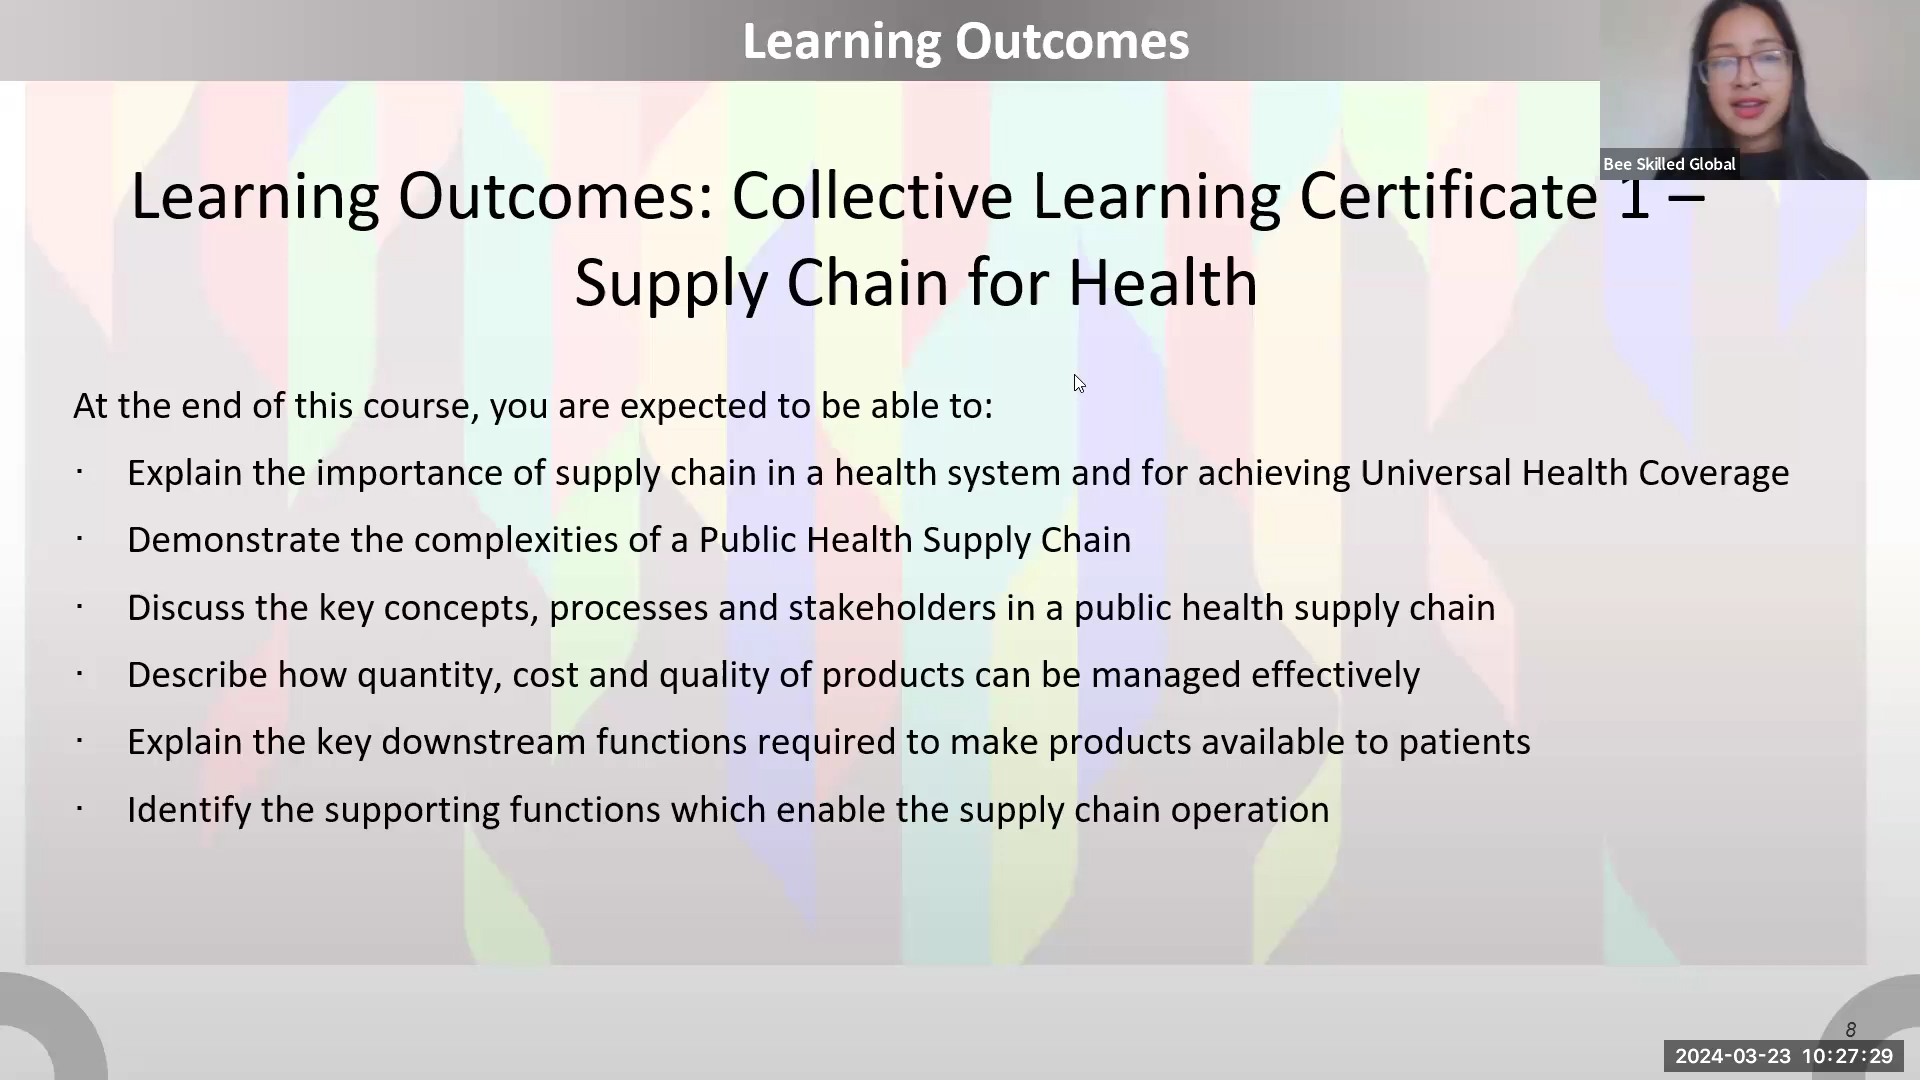 Learning Outcomes
Bee Skilled Global
Learning Outcomes: Collective Learning Certificate 1 –
Supply Chain for Health
At the end of this course, you are expected to be able to:
· Explain the importance of supply chain in a health system and for achieving Universal Health Coverage
· Demonstrate the complexities of a Public Health Supply Chain
· Discuss the key concepts, processes and stakeholders in a public health supply chain
· Describe how quantity, cost and quality of products can be managed effectively
· Explain the key downstream functions required to make products available to patients
· Identify the supporting functions which enable the supply chain operation
8
2024-03-23 10:27:29